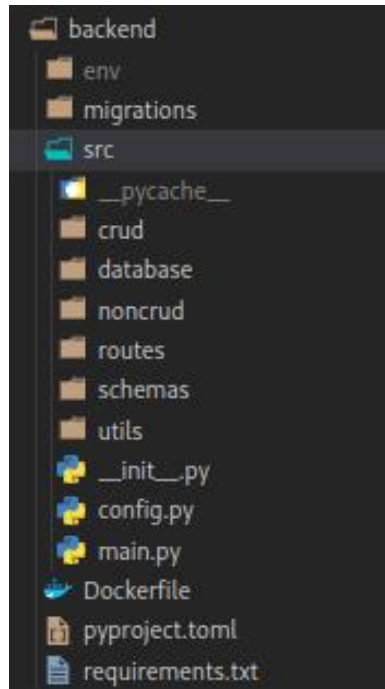 backend
env
migrations
src
__pycache__
crud
database
noncrud
routes
schemas
utils
__init__.py
config.py
main.py
Dockerfile
pyproject.toml
requirements.txt